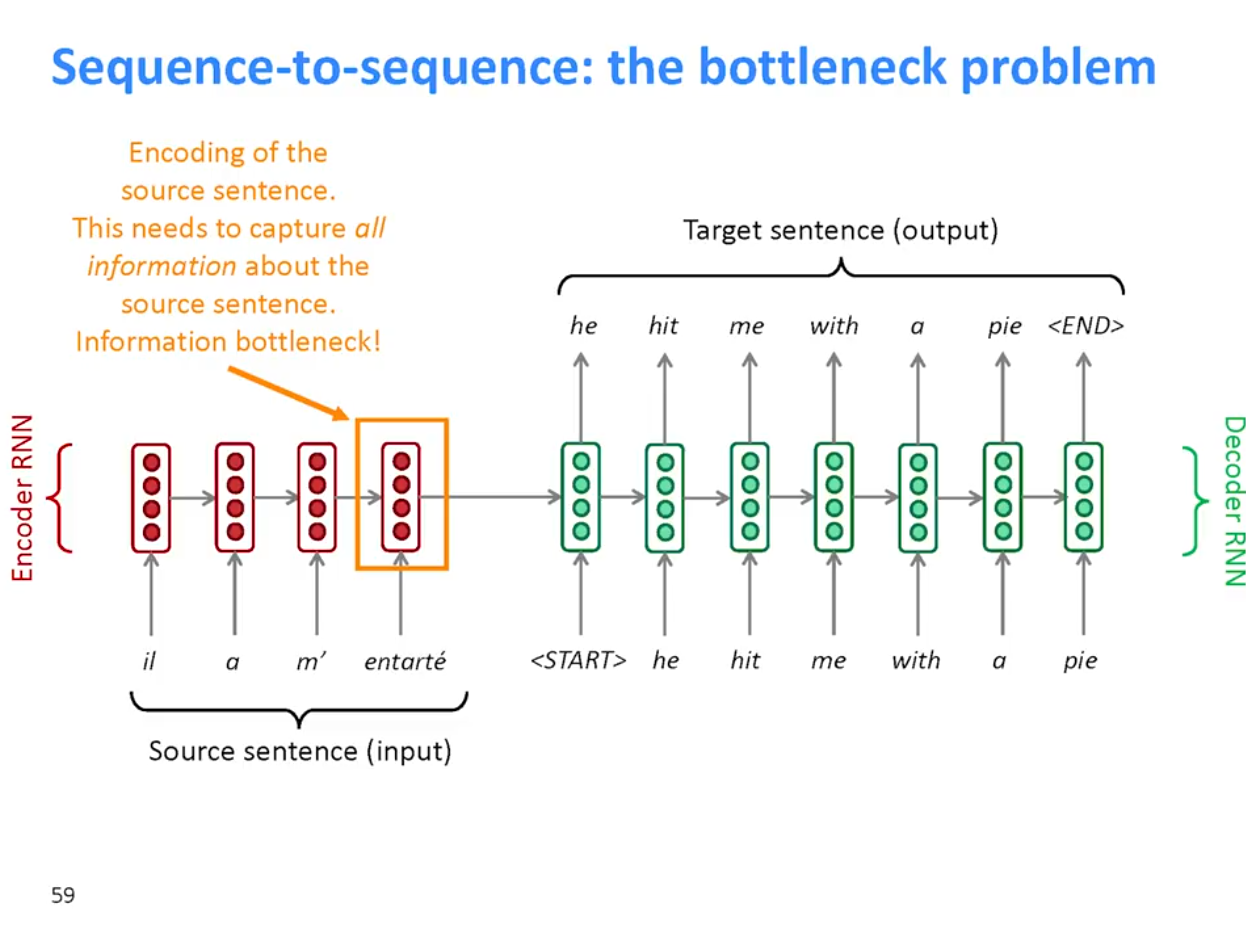 Sequence-to-sequence: the bottleneck problem
Encoding of the
source sentence.
This needs to capture all
information about the
source sentence.
Information bottleneck!
Target sentence (output)
he hit me with a pie <END>
Encoder RNN
Decoder RNN
il a m’ entarté <START> he hit me with a pie
Source sentence (input)
59